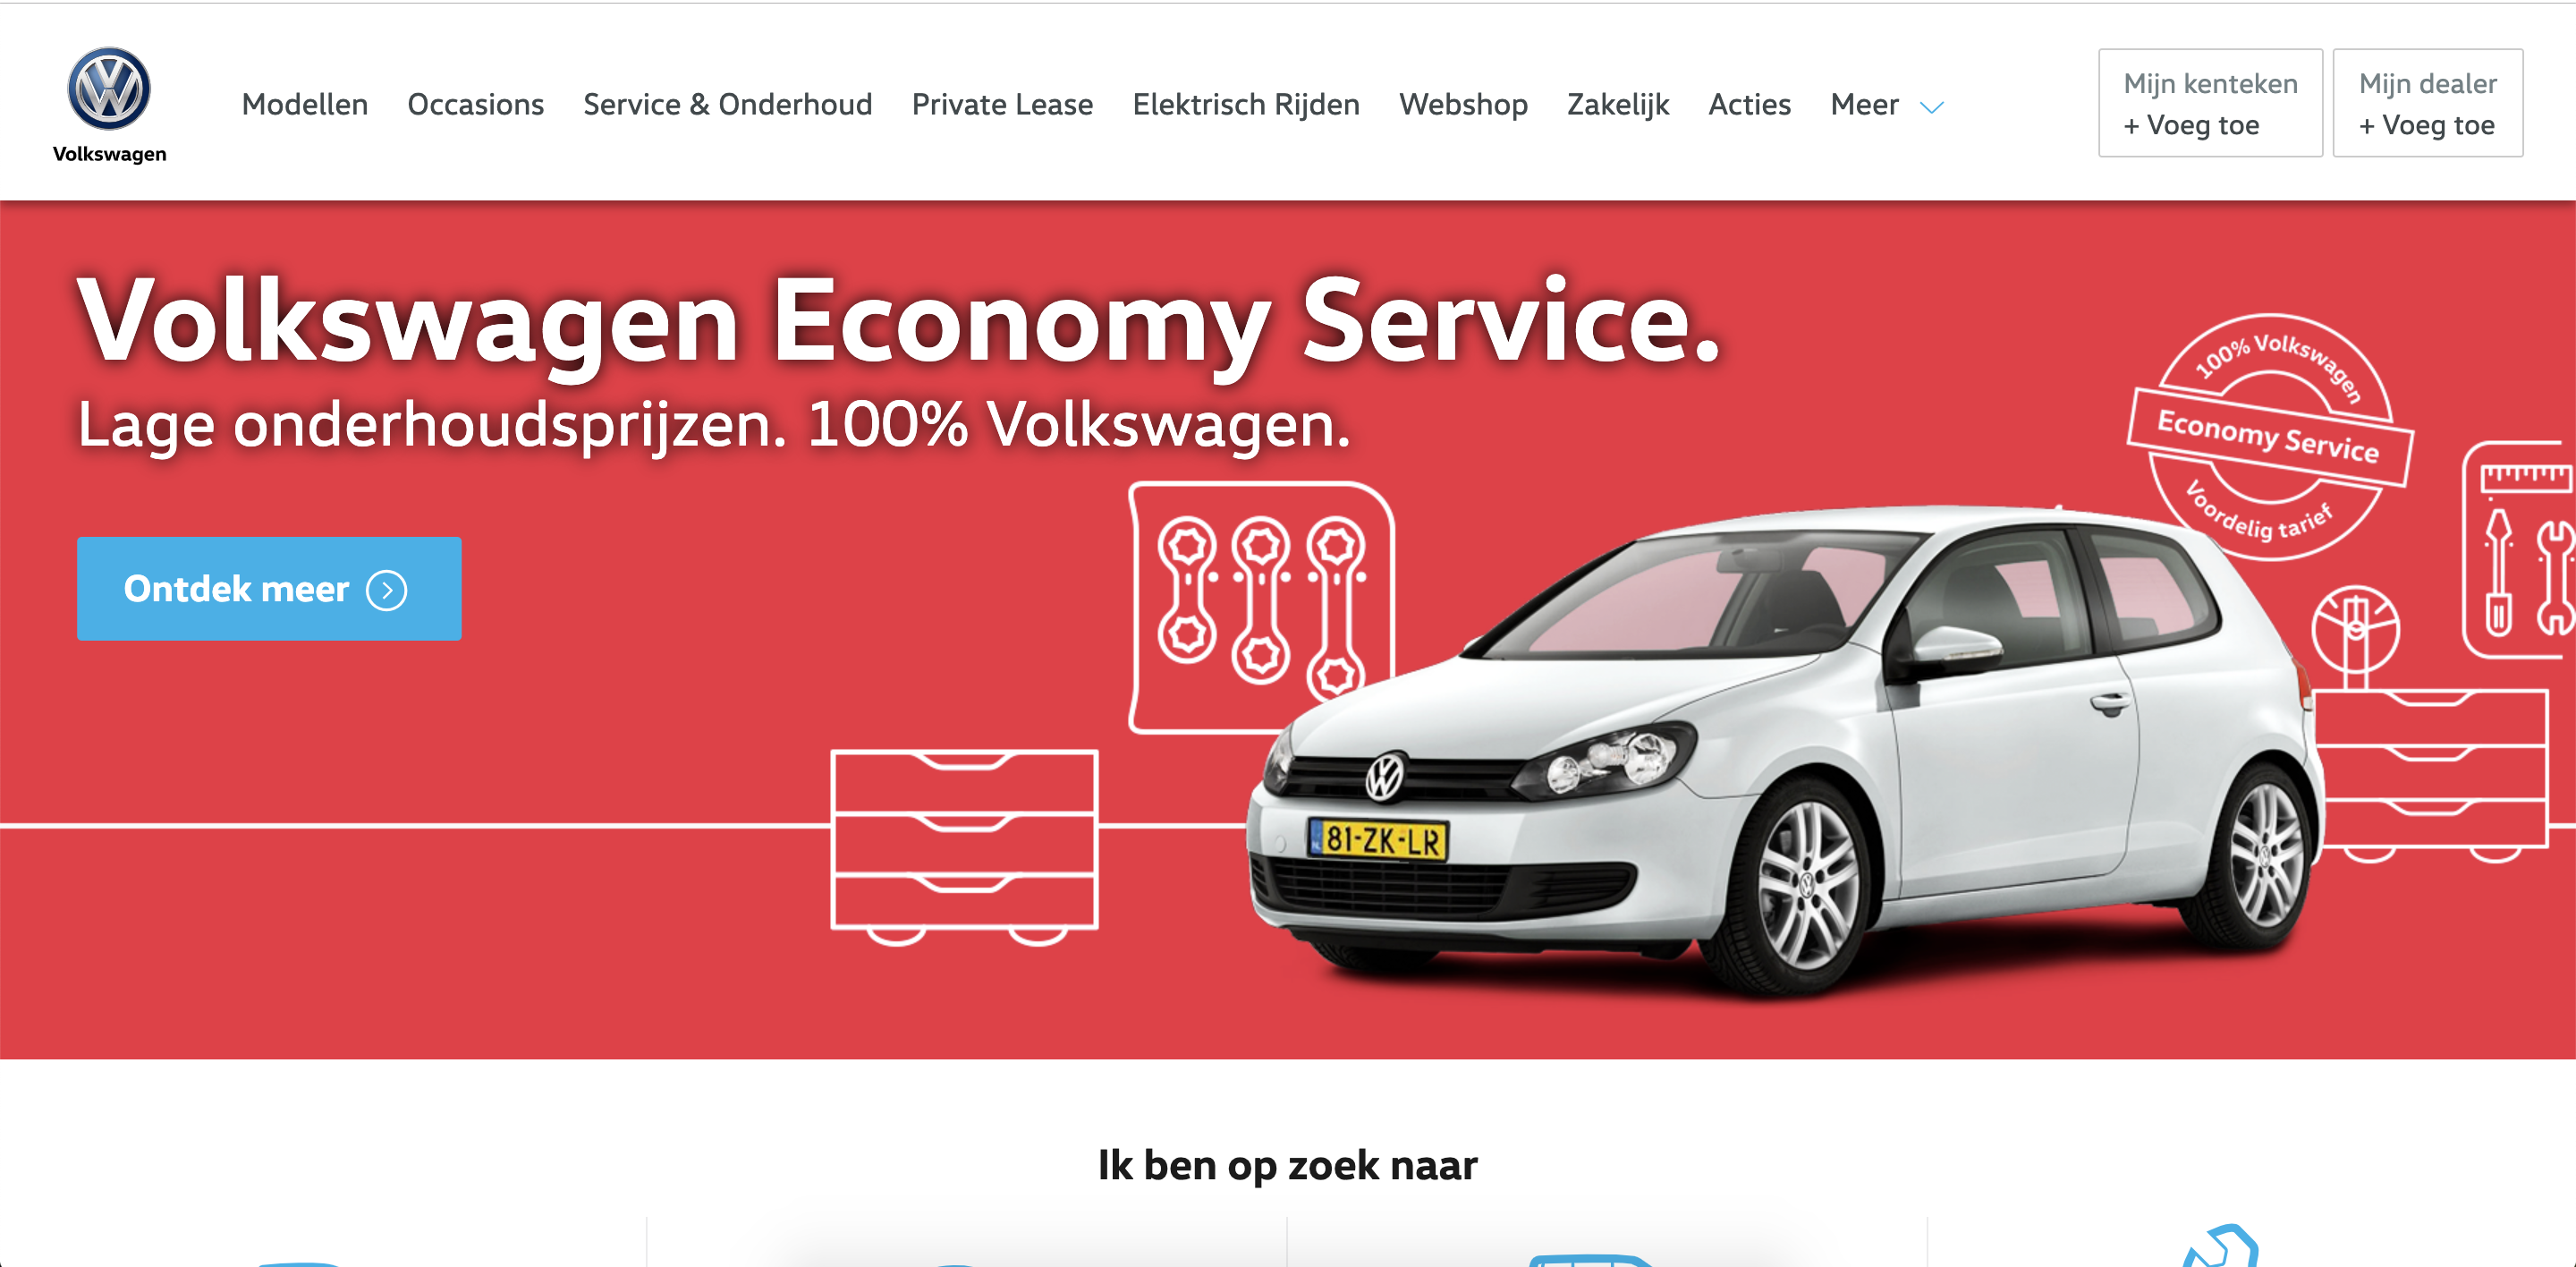 Volkswagen
Modellen
Occasions
Service & Onderhoud
Private Lease
Elektrisch Rijden
Webshop
Zakelijk
Acties
Meer
Mijn kenteken
+ Voeg toe
Mijn dealer
+ Voeg toe
Volkswagen Economy Service.
Lage onderhoudsprijzen. 100% Volkswagen.
Ontdek meer
100% Volkswagen
Economy Service
Voordelig tarief
NL 81-ZK-LR
Ik ben op zoek naar